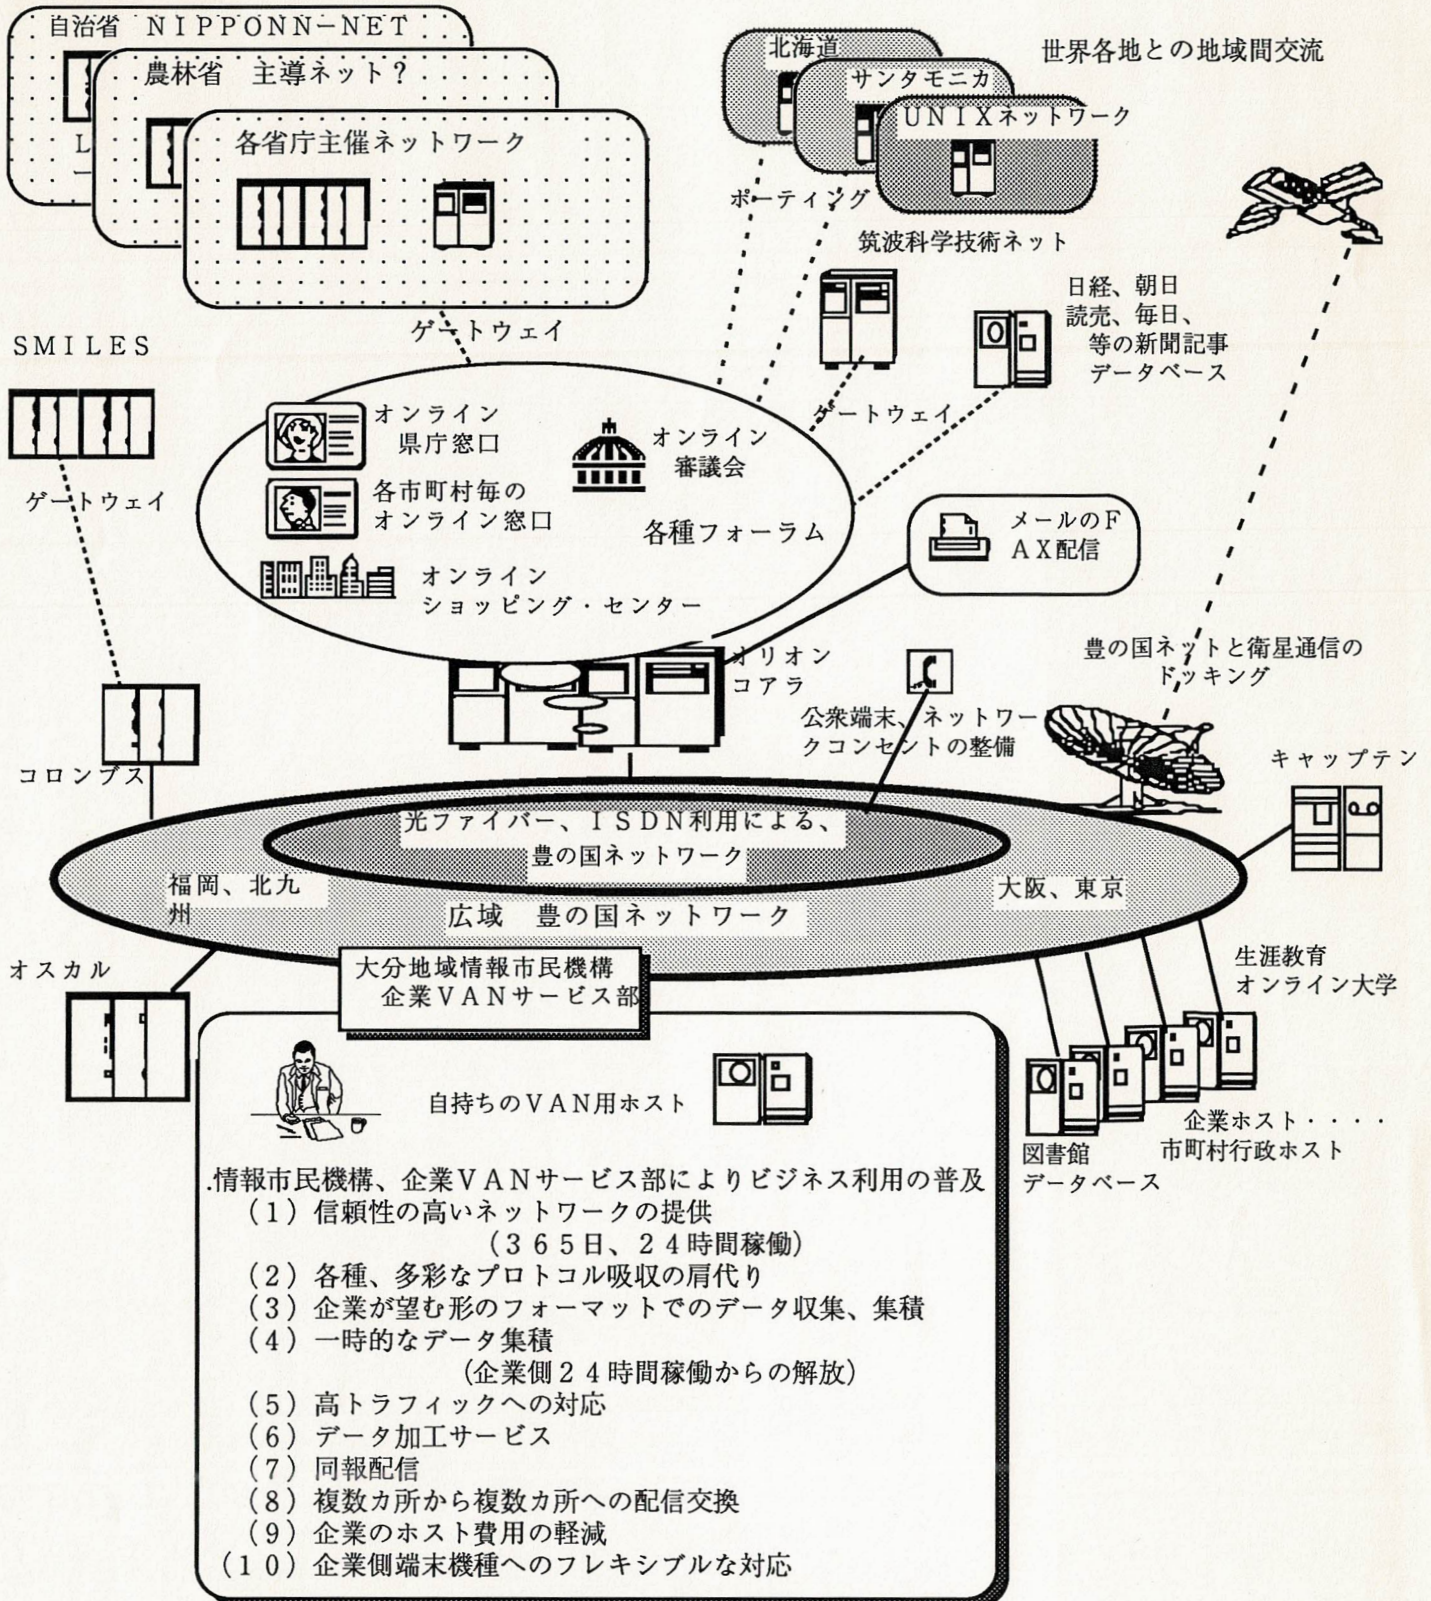 自治省 ＮＩＰＰＯＮＮ−ＮＥＴ
農林省 主導ネット？
各省庁主催ネットワーク
Ｌ
北海道
サンタモニカ
ＵＮＩＸネットワーク
世界各地との地域間交流
ポーティング
筑波科学技術ネット
日経、朝日
読売、毎日、
等の新聞記事
データベース
ゲートウェイ
ＳＭＩＬＥＳ
ゲートウェイ
ゲートウェイ
オンライン
県庁窓口
オンライン
審議会
各市町村毎の
オンライン窓口
各種フォーラム
オンライン
ショッピング・センター
メールのＦ
ＡＸ配信
オリオン
コアラ
豊の国ネットと衛星通信の
ドッキング
公衆端末、ネットワー
クコンセントの整備
コロンブス
キャップテン
光ファイバー、ＩＳＤＮ利用による、
豊の国ネットワーク
福岡、北九
州
大阪、東京
広域 豊の国ネットワーク
オスカル
大分地域情報市民機構
企業ＶＡＮサービス部
生涯教育
オンライン大学
自持ちのＶＡＮ用ホスト
企業ホスト・・・・
市町村行政ホスト
図書館
データベース
.情報市民機構、企業ＶＡＮサービス部によりビジネス利用の普及
（１）信頼性の高いネットワークの提供
（３６５日、２４時間稼働）
（２）各種、多彩なプロトコル吸収の肩代り
（３）企業が望む形のフォーマットでのデータ収集、集積
（４）一時的なデータ集積
（企業側２４時間稼働からの解放）
（５）高トラフィックへの対応
（６）データ加工サービス
（７）同報配信
（８）複数カ所から複数カ所への配信交換
（９）企業のホスト費用の軽減
（１０）企業側端末機種へのフレキシブルな対応